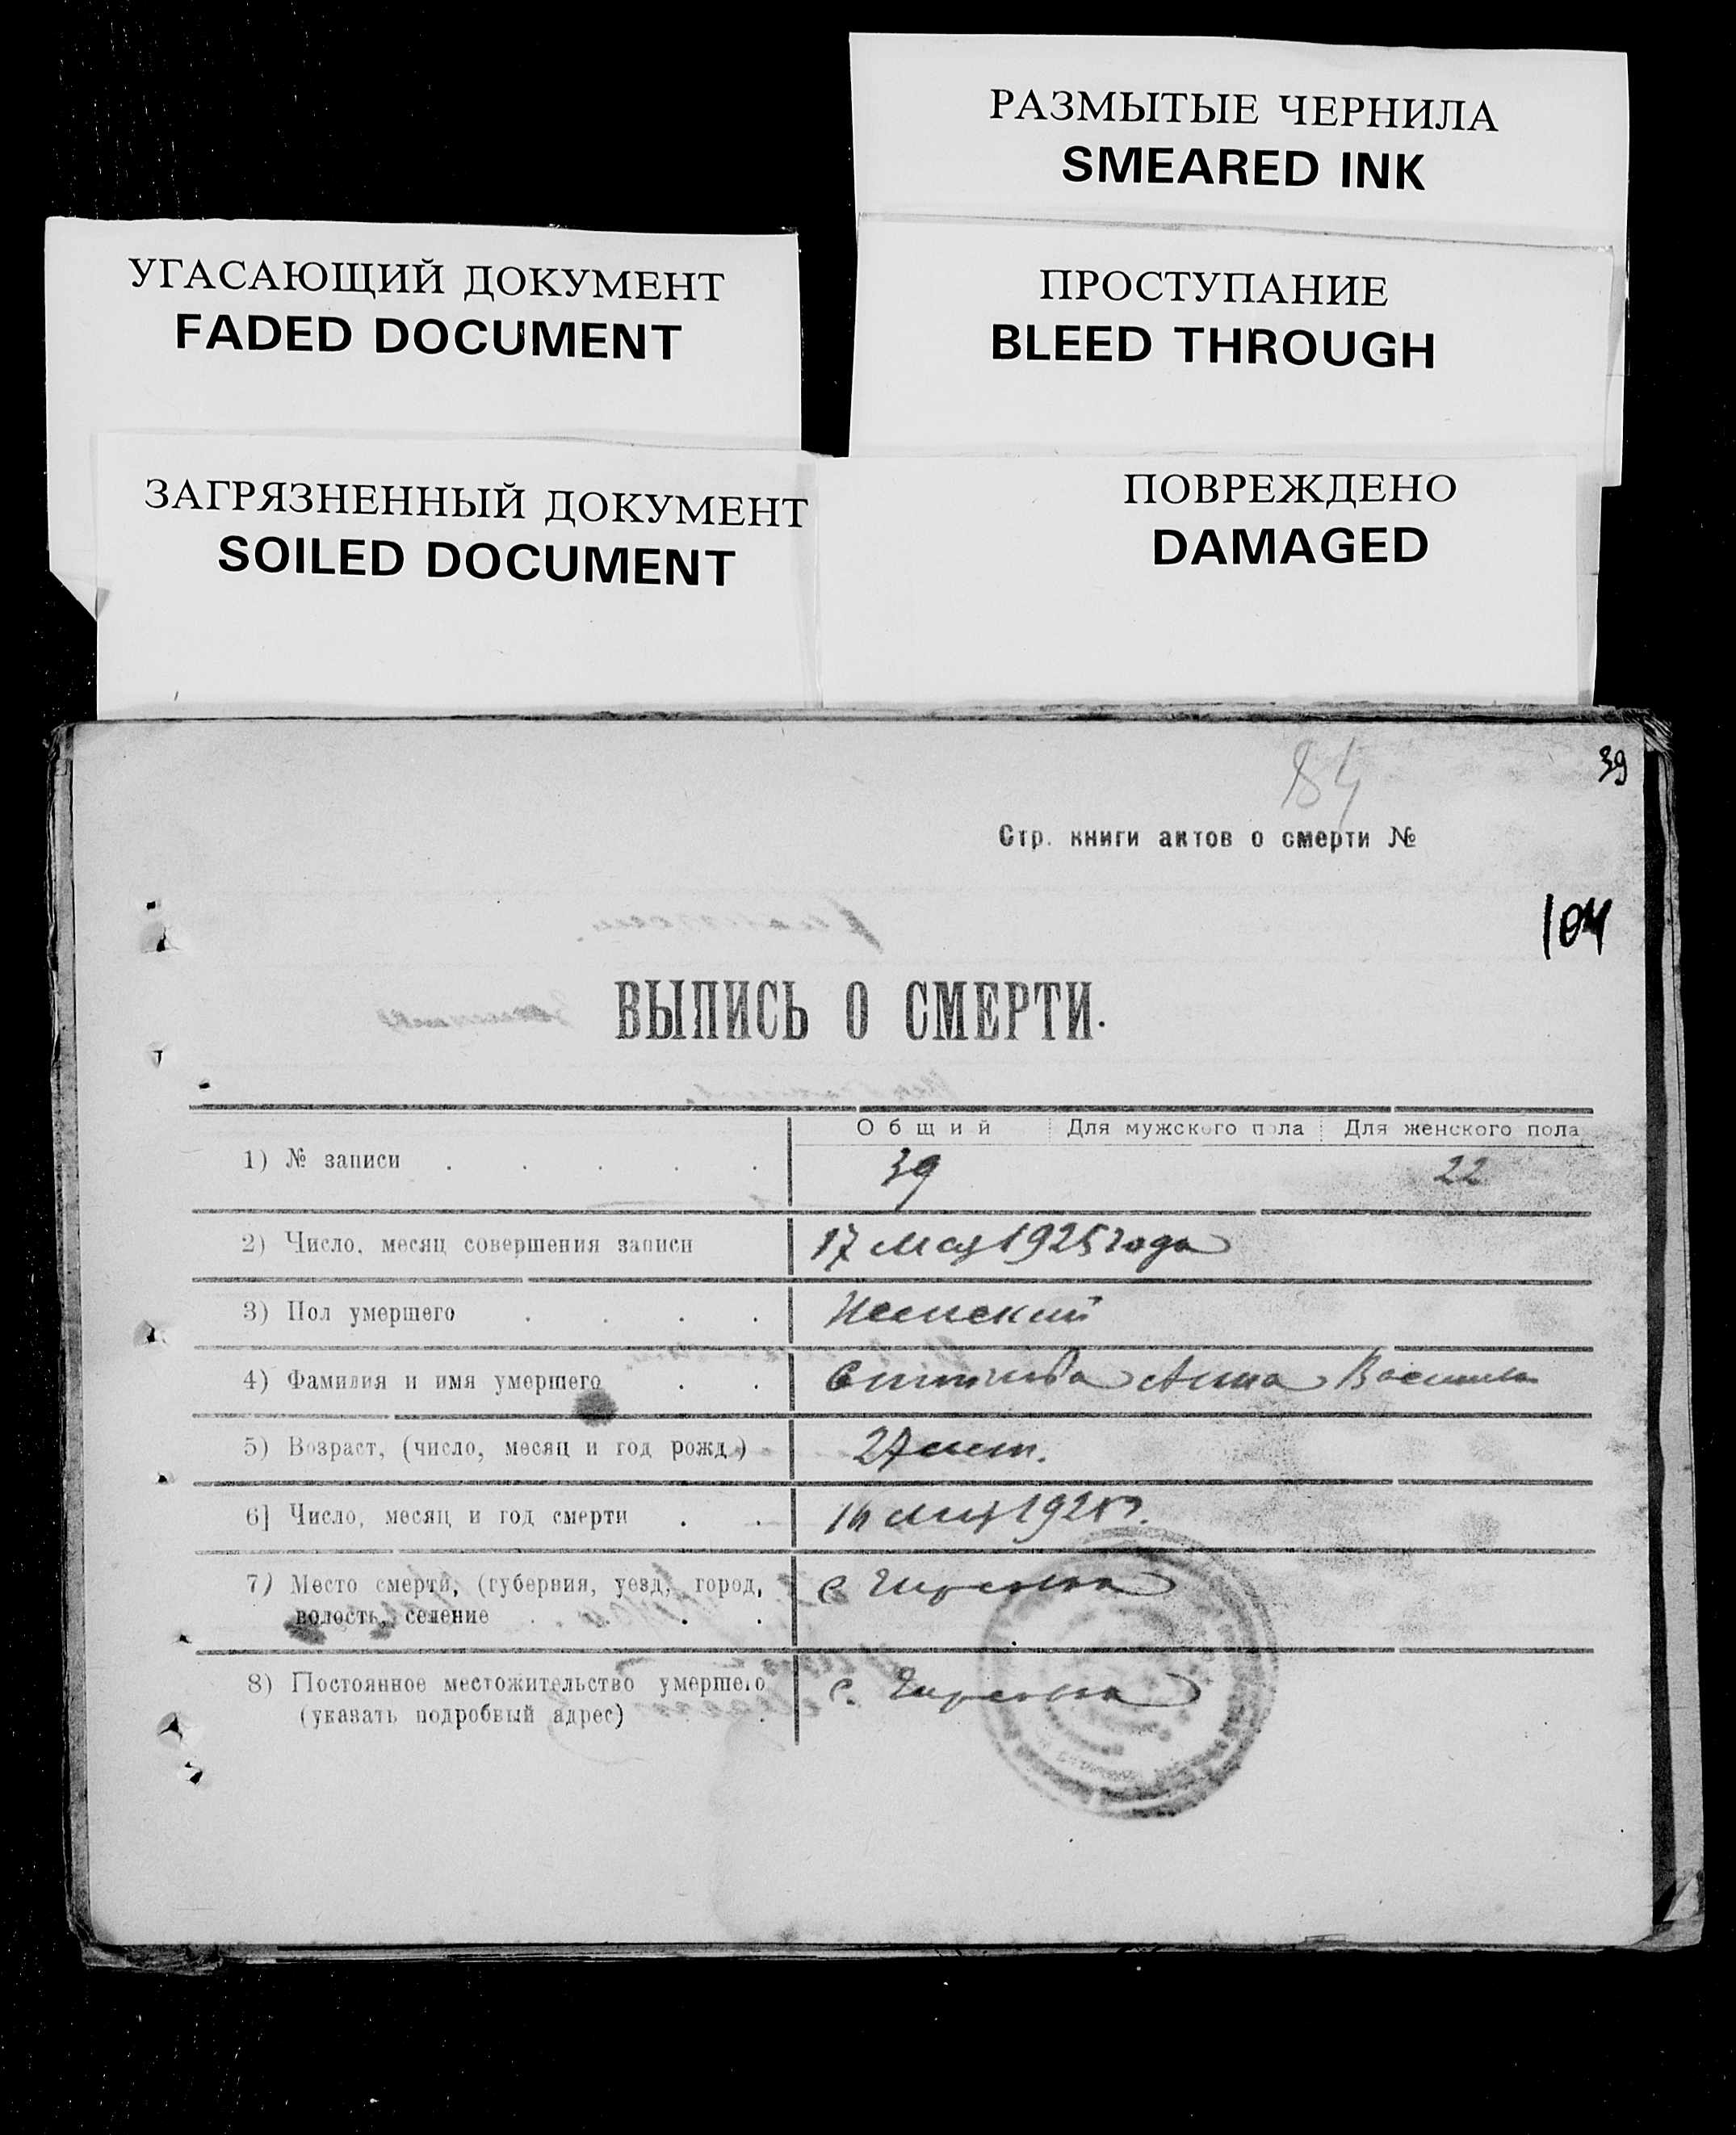 РАЗМЫТЫЕ ЧЕРНИЛА
SMEARED INK
УГАСАЮЩИЙ ДОКУМЕНТ
FADED DOCUMENT
ПРОСТУПАНИЕ
BLEED THROUGH
ЗАГРЯЗНЕННЫЙ ДОКУМЕНТ
SOILED DOCUMENT
ПОВРЕЖДЕНО
DAMAGED
39
84
Стр. книги актов о смерти №
104
ВЫПИСЬ О СМЕРТИ.
Общий Для мужского пола Для женского пола
1) № записи . . . . . 39 22
2) Число, месяц совершения записи 17 мая 1925 года
3) Пол умершего . . . . Женский
4) Фамилия и имя умершего . . Анна
5) Возраст, (число, месяц и год рожд.) 27 лет.
6] Число, месяц и год смерти . . 16 мая 1925 г.
7) Место смерти, (губерния, уезд, город, с
волость, селение . . .
8) Постоянное местожительство умершего с.
(указать подробный адрес) .